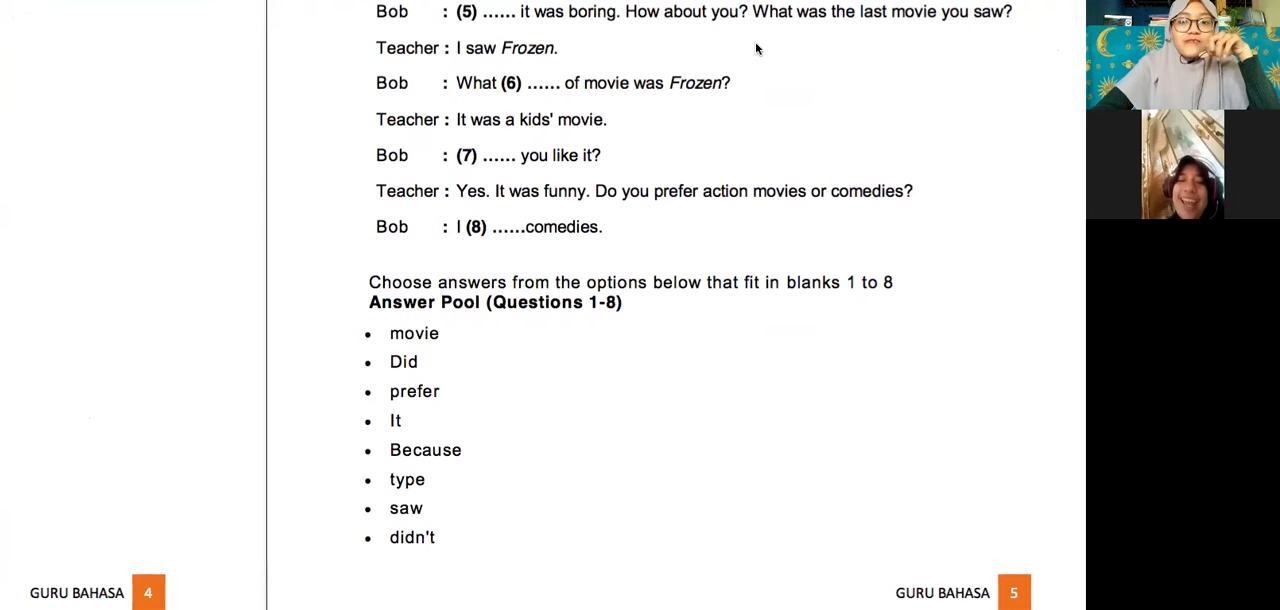 Bob : (5) ...... it was boring. How about you? What was the last movie you saw?
Teacher : I saw Frozen.
Bob : What (6) ...... of movie was Frozen?
Teacher : It was a kids' movie.
Bob : (7) ...... you like it?
Teacher : Yes. It was funny. Do you prefer action movies or comedies?
Bob : I (8) ......comedies.
Choose answers from the options below that fit in blanks 1 to 8
Answer Pool (Questions 1-8)
• movie
• Did
• prefer
• It
• Because
• type
• saw
• didn't
GURU BAHASA 4
GURU BAHASA 5